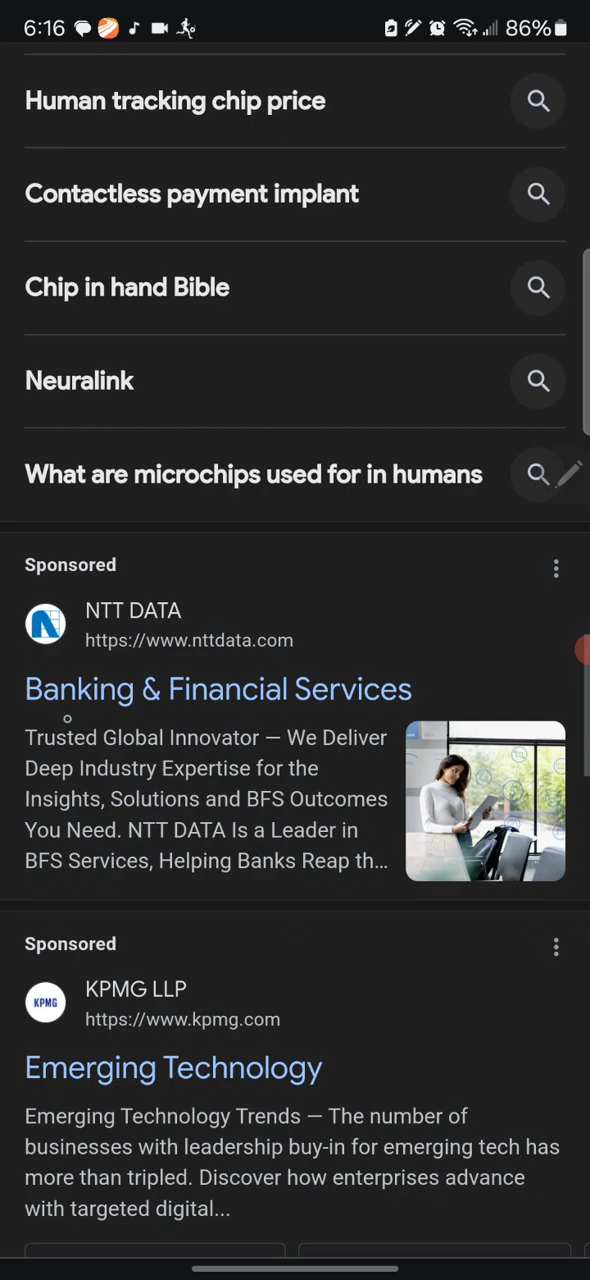 6:16
86%
Human tracking chip price
Contactless payment implant
Chip in hand Bible
Neuralink
What are microchips used for in humans
Sponsored
NTT DATA
https://www.nttdata.com
Banking & Financial Services
Trusted Global Innovator — We Deliver
Deep Industry Expertise for the
Insights, Solutions and BFS Outcomes
You Need. NTT DATA Is a Leader in
BFS Services, Helping Banks Reap th...
Sponsored
KPMG
KPMG LLP
https://www.kpmg.com
Emerging Technology
Emerging Technology Trends — The number of
businesses with leadership buy-in for emerging tech has
more than tripled. Discover how enterprises advance
with targeted digital...